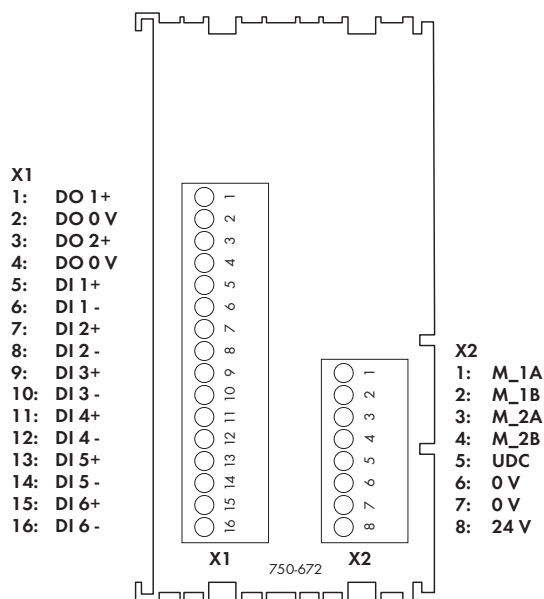 X1
1: DO 1+
2: DO 0 V
3: DO 2+
4: DO 0 V
5: DI 1+
6: DI 1 -
7: DI 2+
8: DI 2 -
9: DI 3+
10: DI 3 -
11: DI 4+
12: DI 4 -
13: DI 5+
14: DI 5 -
15: DI 6+
16: DI 6 -
1
2
3
4
5
6
7
8
9
10
11
12
13
14
15
16
X1
1
2
3
4
5
6
7
8
X2
750-672
X2
1: M_1A
2: M_1B
3: M_2A
4: M_2B
5: UDC
6: 0 V
7: 0 V
8: 24 V